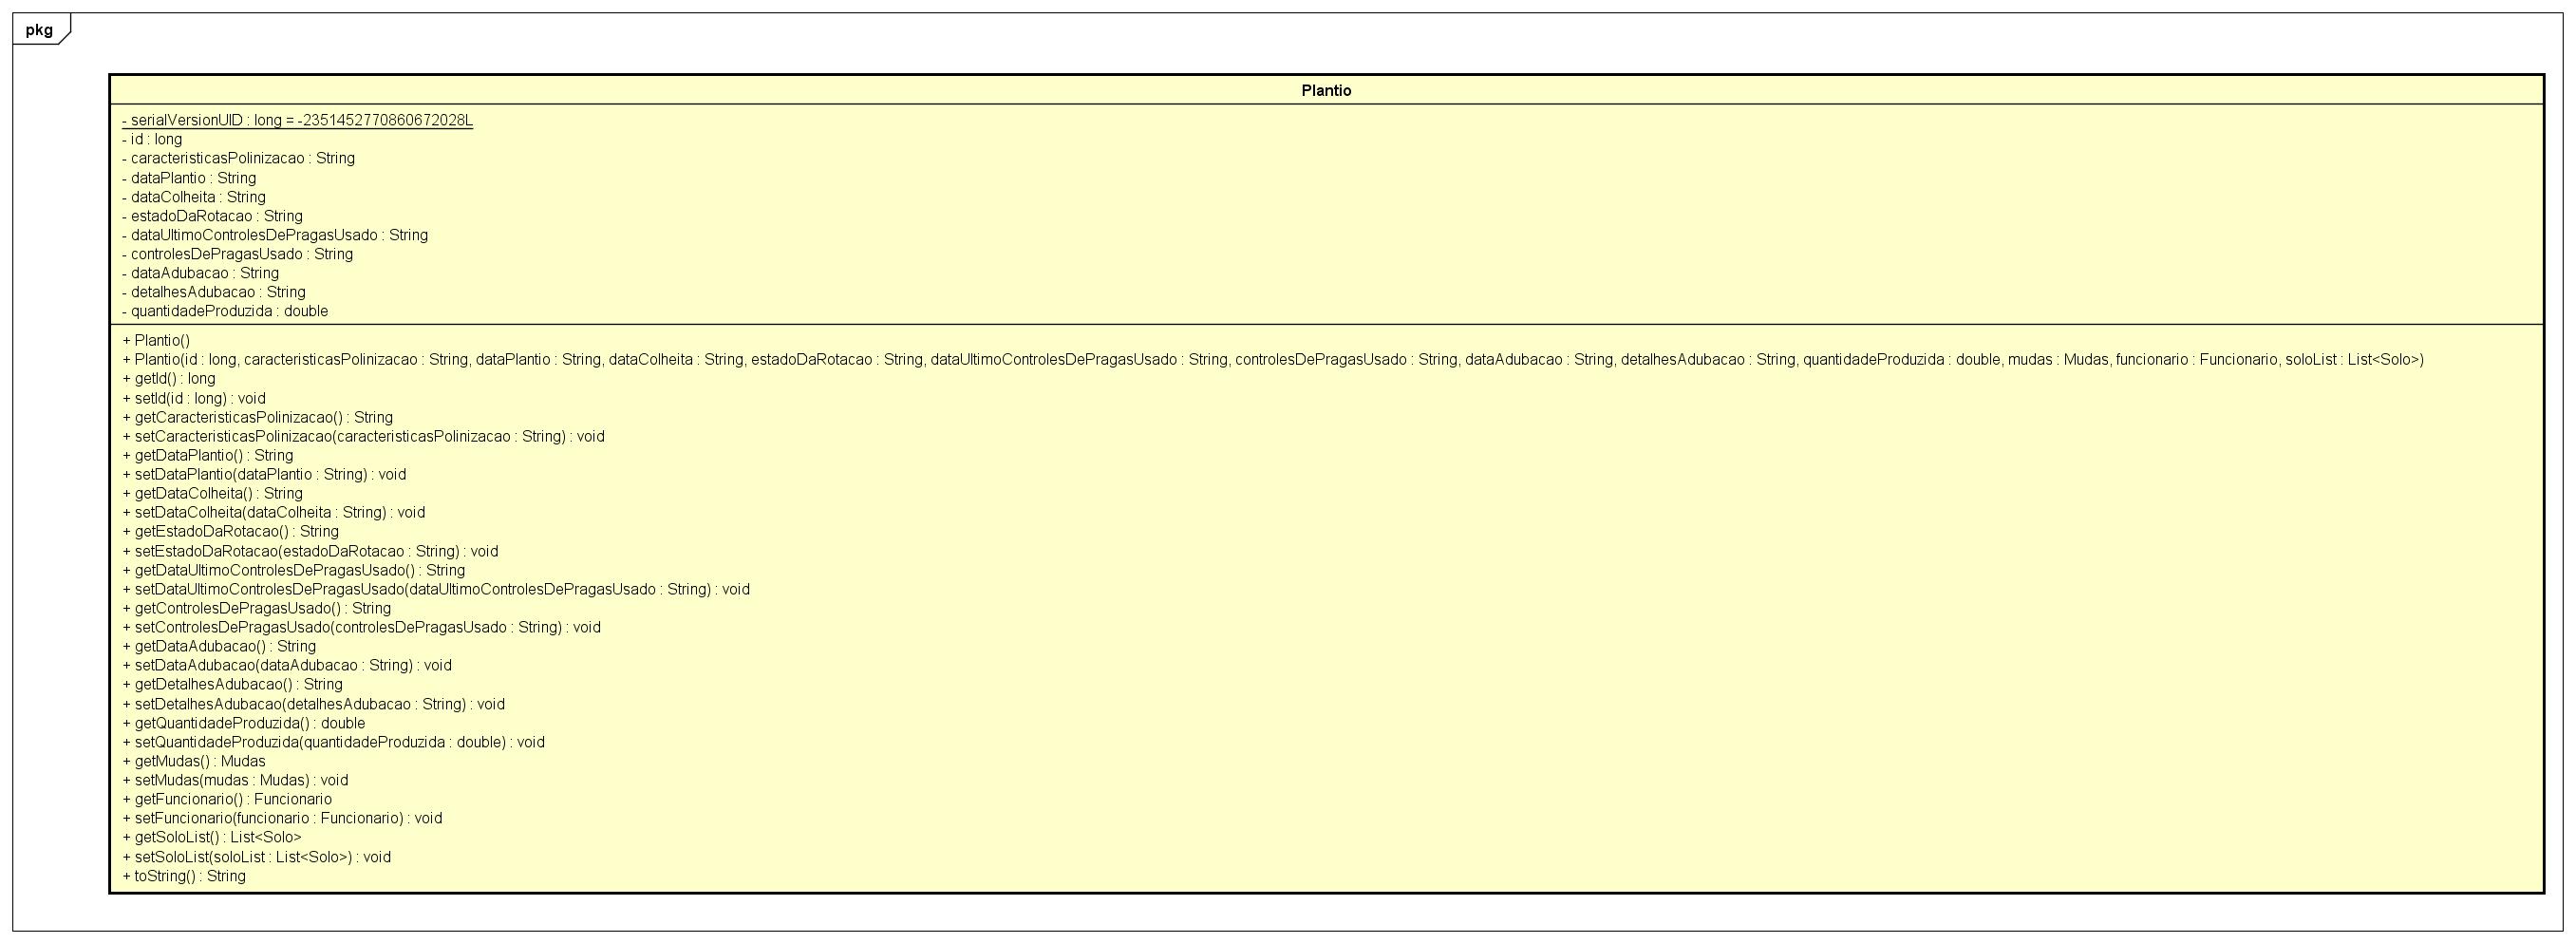 pkg
Plantio
- serialVersionUID : long = -2351452770860672028L
- id : long
- caracteristicasPolinizacao : String
- dataPlantio : String
- dataColheita : String
- estadoDaRotacao : String
- dataUltimoControlesDePragasUsado : String
- controlesDePragasUsado : String
- dataAdubacao : String
- detalhesAdubacao : String
- quantidadeProduzida : double
+ Plantio()
+ Plantio(id : long, caracteristicasPolinizacao : String, dataPlantio : String, dataColheita : String, estadoDaRotacao : String, dataUltimoControlesDePragasUsado : String, controlesDePragasUsado : String, dataAdubacao : String, detalhesAdubacao : String, quantidadeProduzida : double, mudas : Mudas, funcionario : Funcionario, soloList : List<Solo>)
+ getId() : long
+ setId(id : long) : void
+ getCaracteristicasPolinizacao() : String
+ setCaracteristicasPolinizacao(caracteristicasPolinizacao : String) : void
+ getDataPlantio() : String
+ setDataPlantio(dataPlantio : String) : void
+ getDataColheita() : String
+ setDataColheita(dataColheita : String) : void
+ getEstadoDaRotacao() : String
+ setEstadoDaRotacao(estadoDaRotacao : String) : void
+ getDataUltimoControlesDePragasUsado() : String
+ setDataUltimoControlesDePragasUsado(dataUltimoControlesDePragasUsado : String) : void
+ getControlesDePragasUsado() : String
+ setControlesDePragasUsado(controlesDePragasUsado : String) : void
+ getDataAdubacao() : String
+ setDataAdubacao(dataAdubacao : String) : void
+ getDetalhesAdubacao() : String
+ setDetalhesAdubacao(detalhesAdubacao : String) : void
+ getQuantidadeProduzida() : double
+ setQuantidadeProduzida(quantidadeProduzida : double) : void
+ getMudas() : Mudas
+ setMudas(mudas : Mudas) : void
+ getFuncionario() : Funcionario
+ setFuncionario(funcionario : Funcionario) : void
+ getSoloList() : List<Solo>
+ setSoloList(soloList : List<Solo>) : void
+ toString() : String